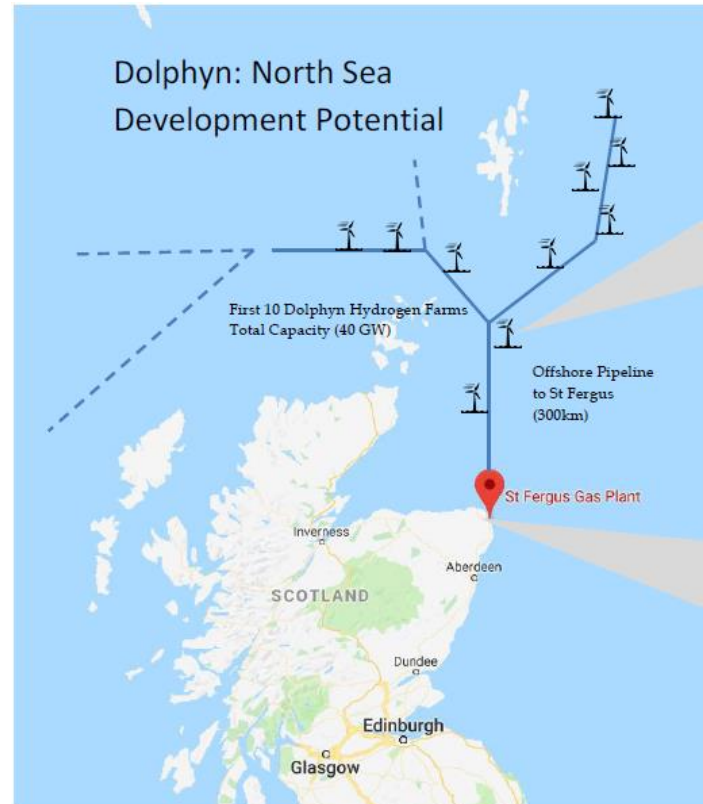 Dolphyn: North Sea
Development Potential
First 10 Dolphyn Hydrogen Farms
Total Capacity (40 GW)
Offshore Pipeline
to St Fergus
(300km)
St Fergus Gas Plant
Inverness
Aberdeen
SCOTLAND
Dundee
Edinburgh
Glasgow